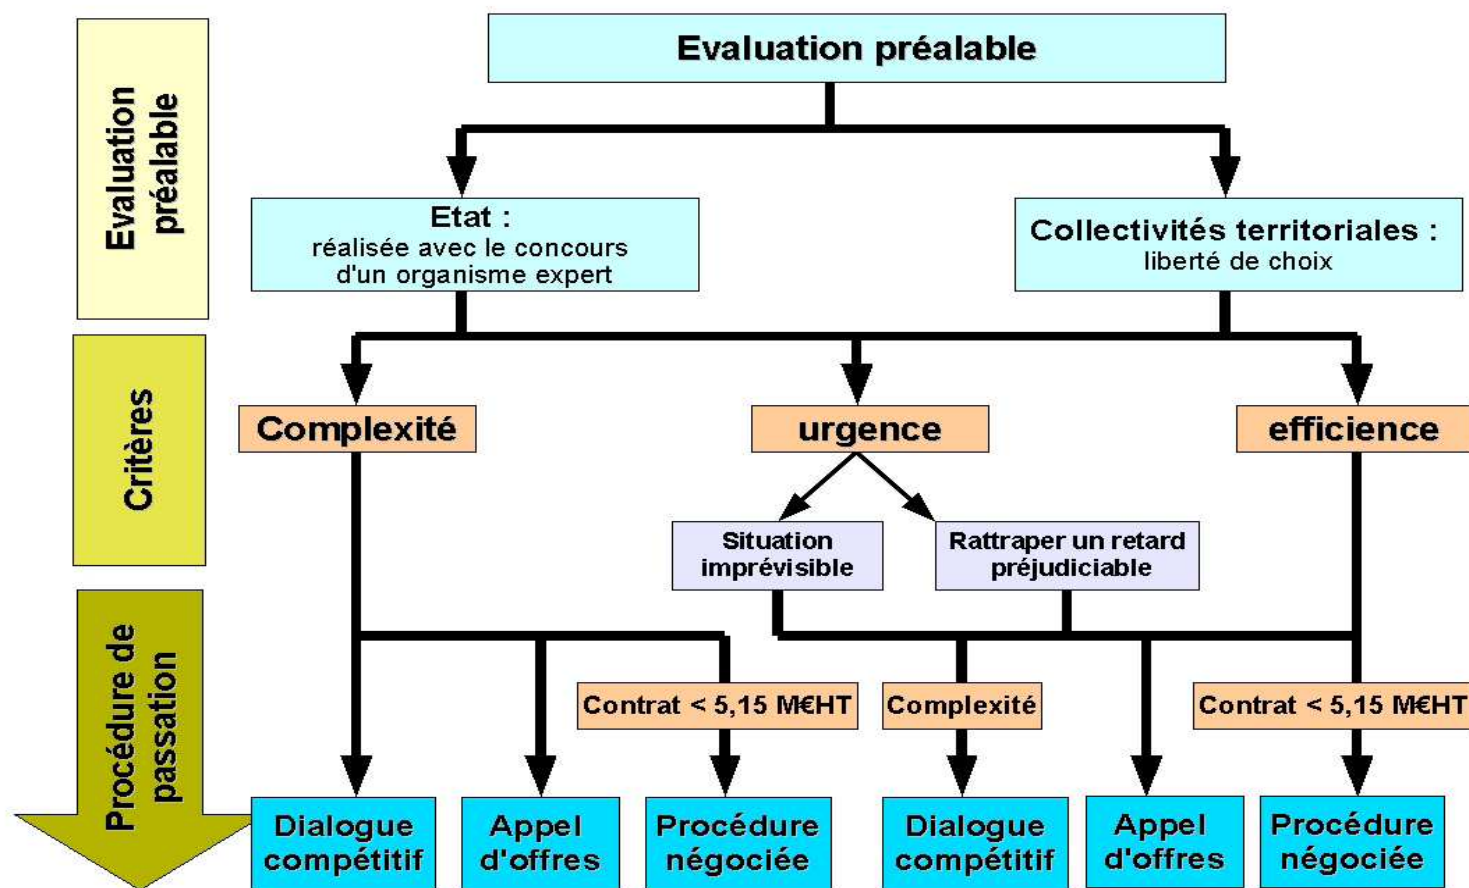 Evaluation préalable
Evaluation
préalable
Etat :
réalisée avec le concours
d'un organisme expert
Collectivités territoriales :
liberté de choix
Critères
Complexité
urgence
efficience
Situation
imprévisible
Rattraper un retard
préjudiciable
Procédure de
passation
Contrat < 5,15 M€HT
Complexité
Contrat < 5,15 M€HT
Dialogue
compétitif
Appel
d'offres
Procédure
négociée
Dialogue
compétitif
Appel
d'offres
Procédure
négociée